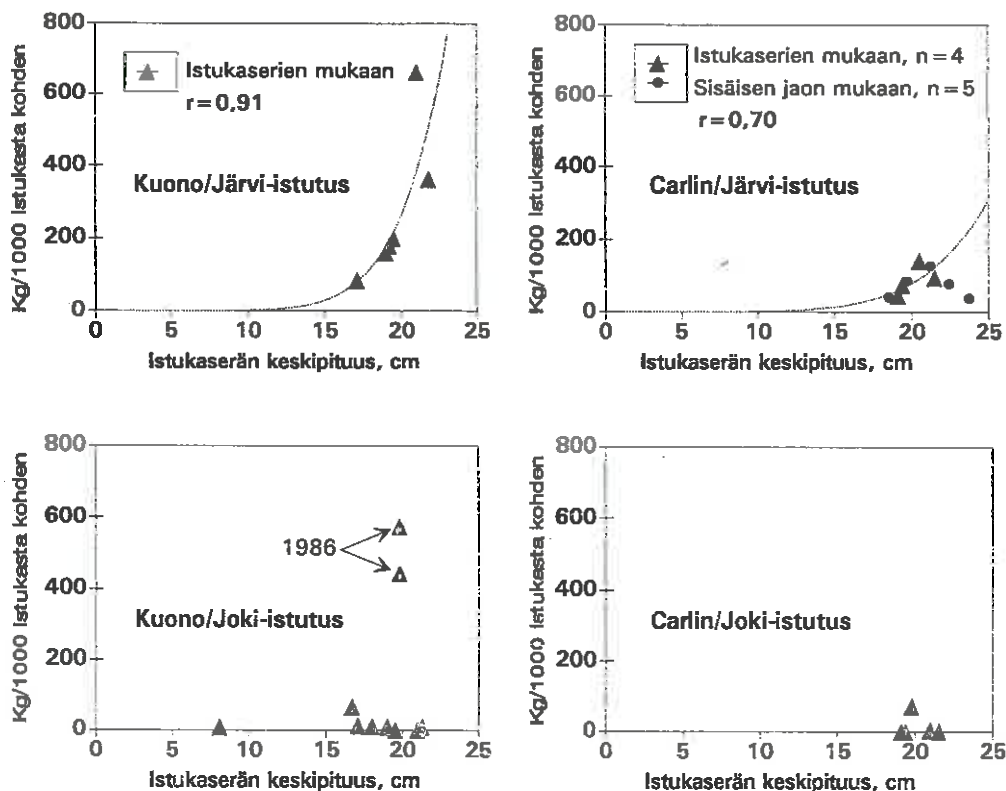 Kg/1000 Istukasta kohden
800
600
400
200
0
Istukaserien mukaan
r=0,91
Kuono/Järvi-istutus
0 5 10 15 20 25
Istukaserän keskipituus, cm
Kg/1000 Istukasta kohden
800
600
400
200
0
Istukaserien mukaan, n=4
Sisäisen jaon mukaan, n=5
r=0,70
Carlin/Järvi-istutus
0 5 10 15 20 25
Istukaserän keskipituus, cm
Kg/1000 Istukasta kohden
800
600
400
200
0
1986
Kuono/Joki-istutus
0 5 10 15 20 25
Istukaserän keskipituus, cm
Kg/1000 Istukasta kohden
800
600
400
200
0
Carlin/Joki-istutus
0 5 10 15 20 25
Istukaserän keskipituus, cm